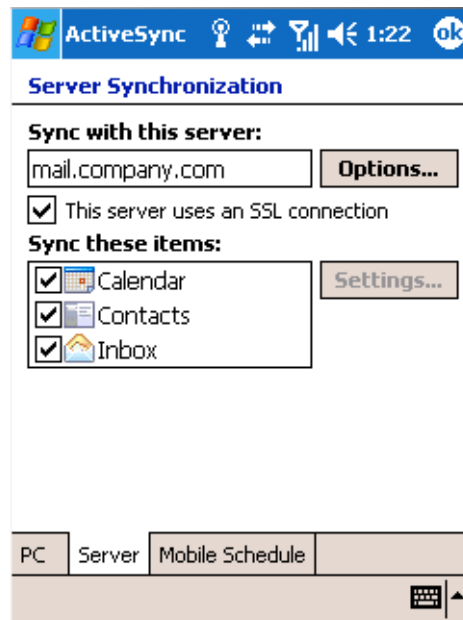 ActiveSync 1:22 ok
Server Synchronization
Sync with this server:
mail.company.com Options...
This server uses an SSL connection
Sync these items:
Calendar Settings...
Contacts
Inbox
PC Server Mobile Schedule